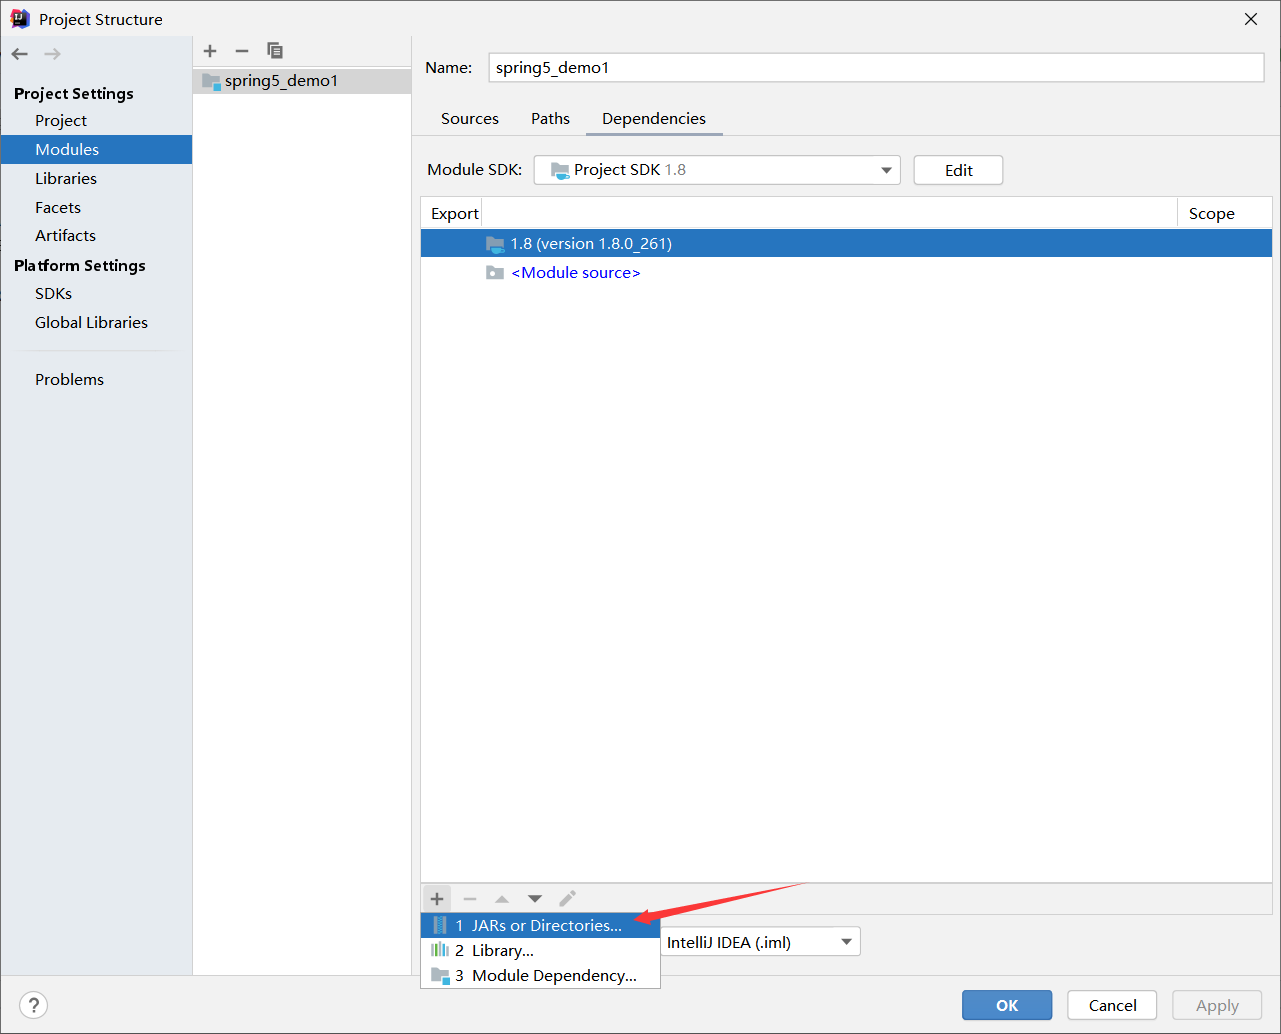 Project Structure
Project Settings
Project
Modules
Libraries
Facets
Artifacts
Platform Settings
SDKs
Global Libraries
Problems
spring5_demo1
Name: spring5_demo1
Sources Paths Dependencies
Module SDK: Project SDK 1.8 Edit
Export Scope
1.8 (version 1.8.0_261)
<Module source>
1 JARs or Directories...
2 Library...
3 Module Dependency...
IntelliJ IDEA (.iml)
? OK Cancel Apply